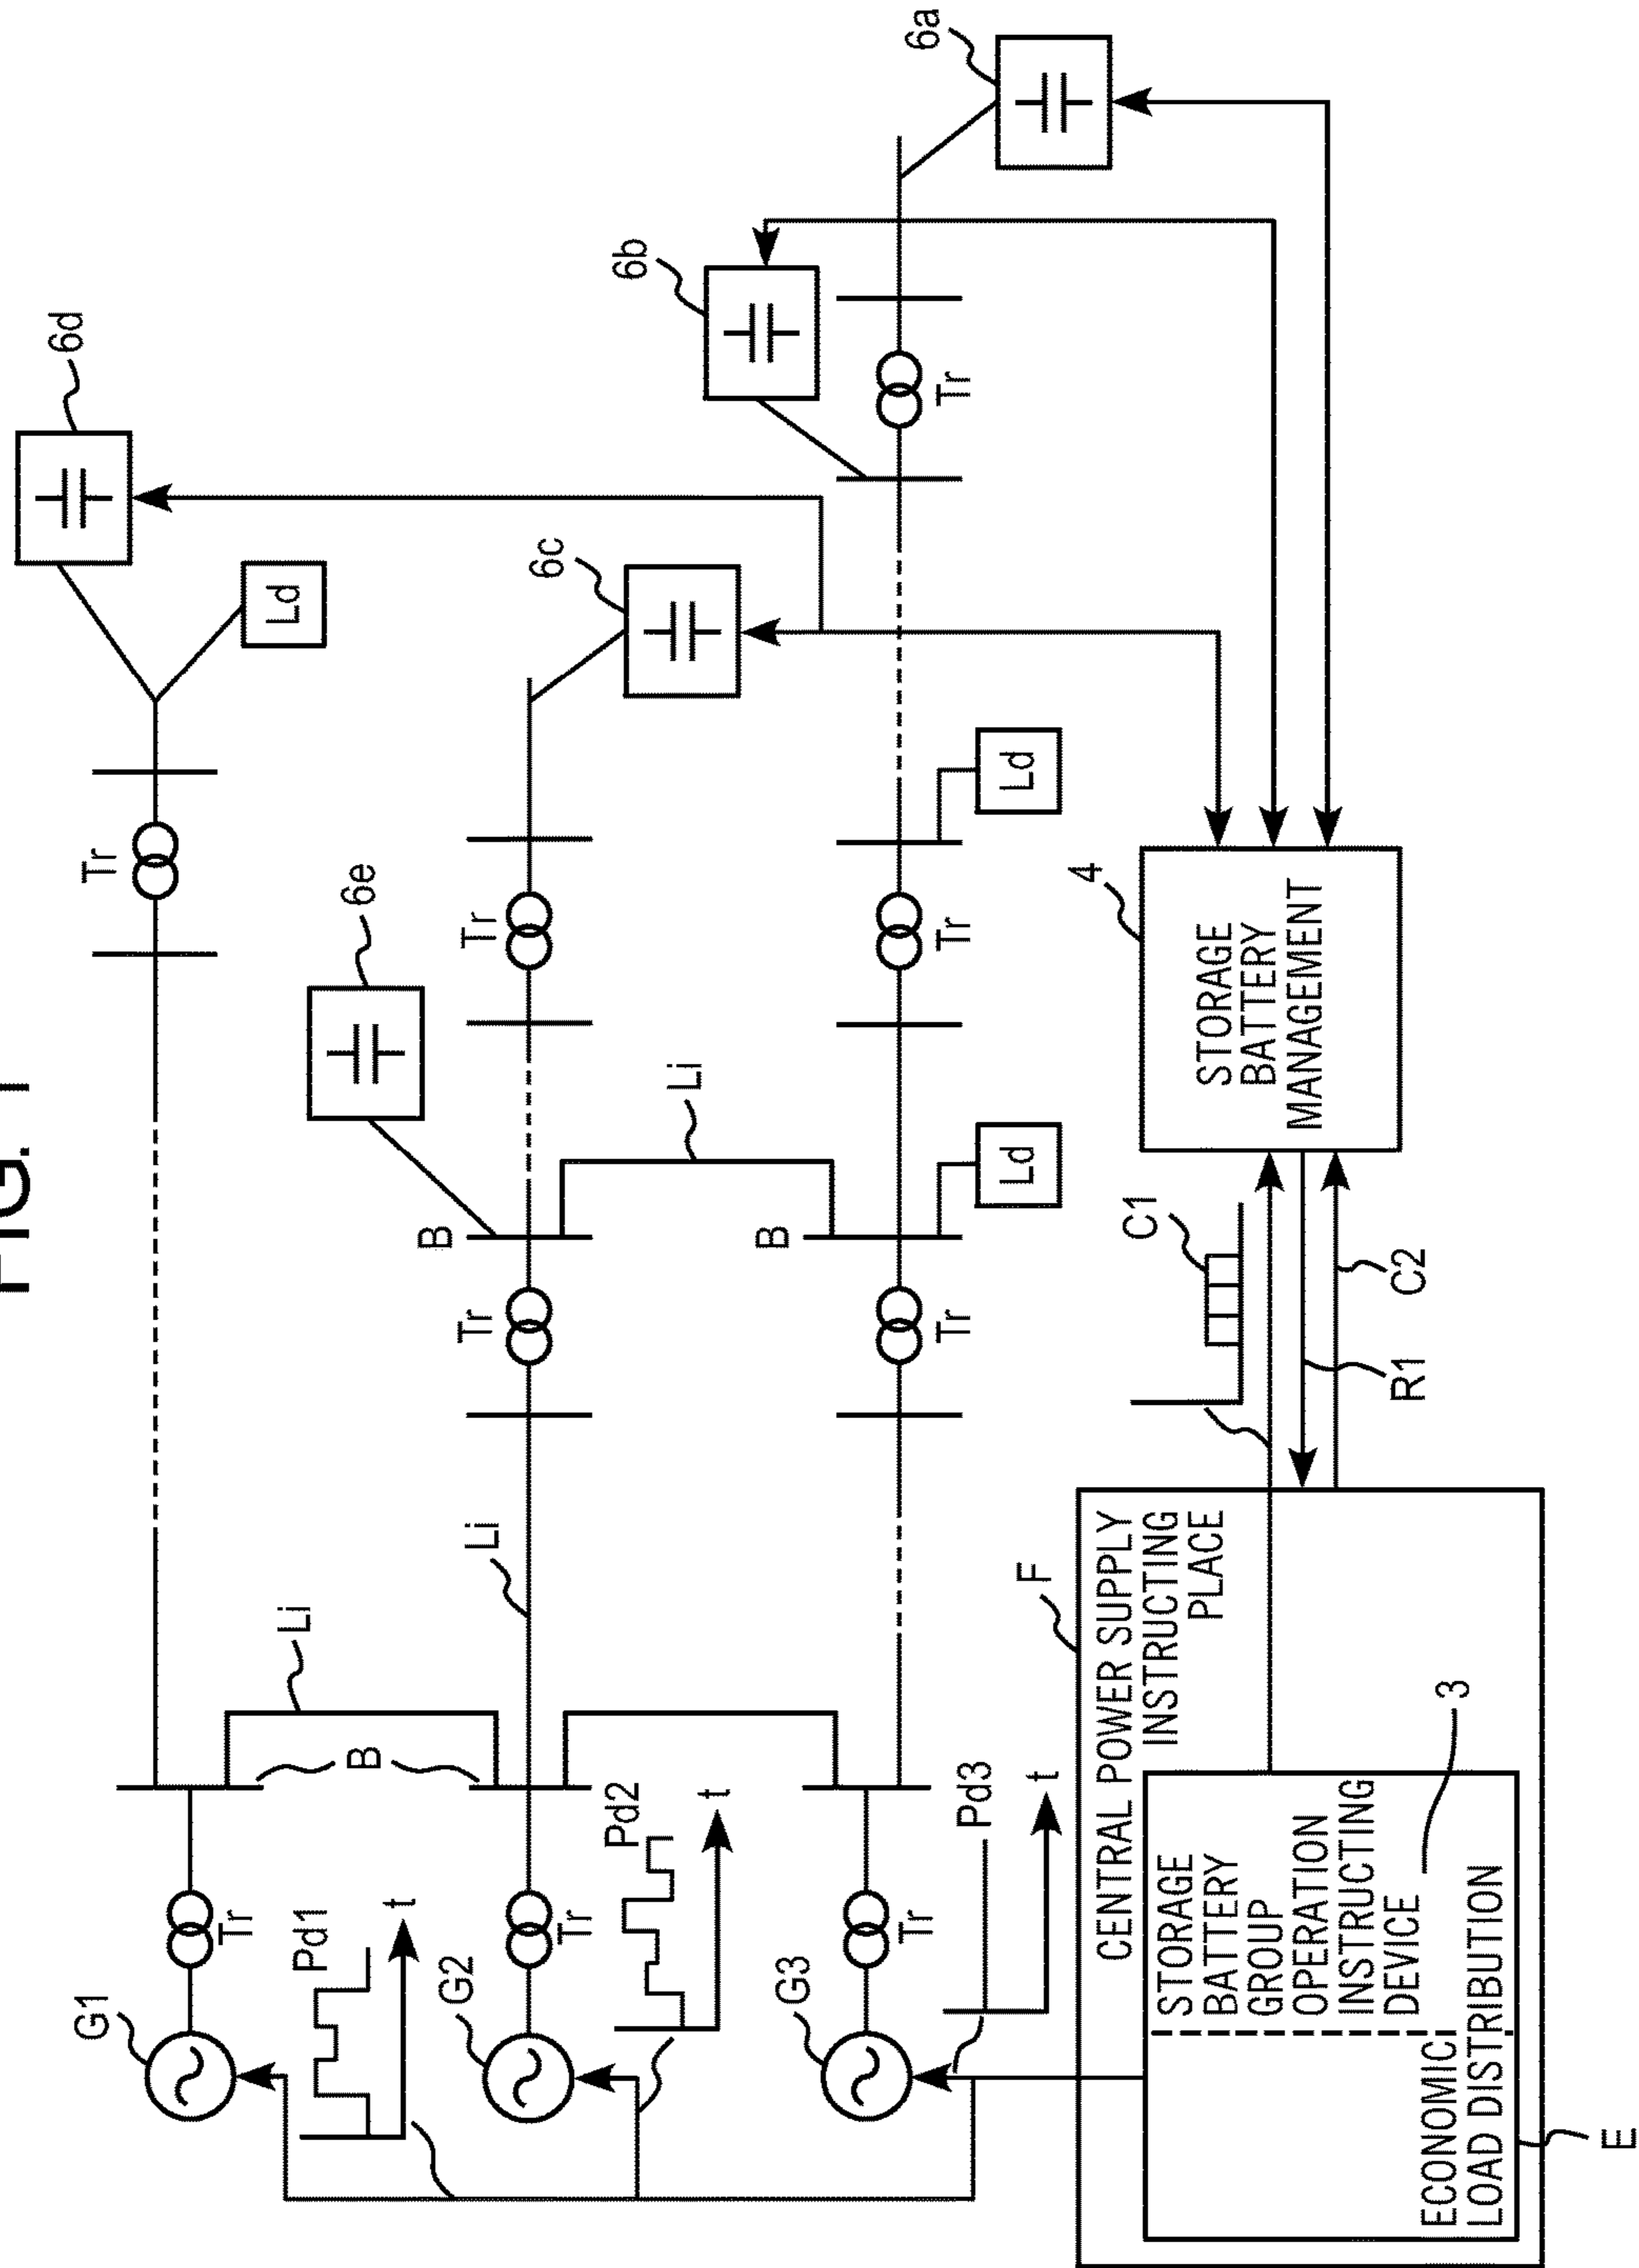 FIG. 1
6d
Ld
Tr
6e
6c
6b
6a
Tr
Tr
Tr
Tr
Tr
Ld
Ld
Li
Li
Li
B
B
B
G1
Tr
Pd1
t
G2
Tr
Pd2
t
G3
Tr
Pd3
t
F
CENTRAL POWER SUPPLY
INSTRUCTING
PLACE
STORAGE
BATTERY
GROUP
OPERATION
INSTRUCTING
DEVICE
3
ECONOMIC
LOAD DISTRIBUTION
E
C1
R1
C2
4
STORAGE
BATTERY
MANAGEMENT